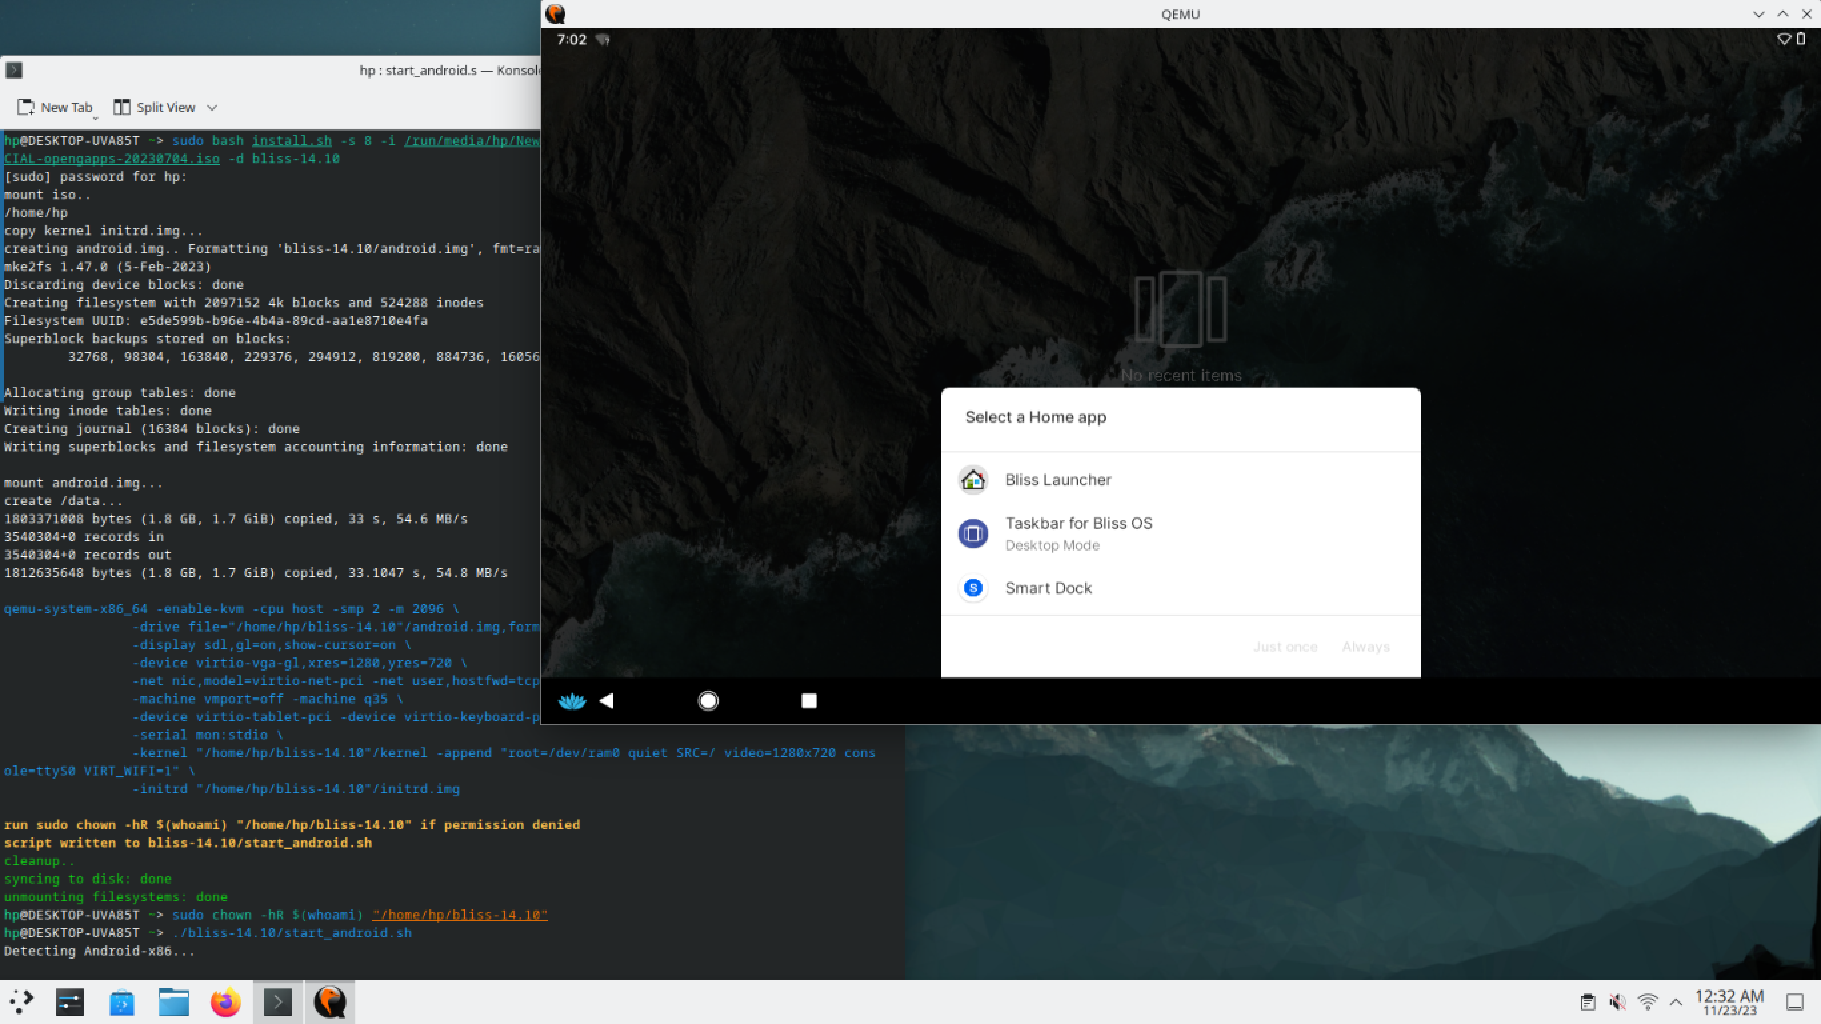 QEMU
7:02
hp : start_android.s — Konsole
New Tab
Split View
hp@DESKTOP-UVA85T ~> sudo bash install.sh -s 8 -i /run/media/hp/New
CIAL-opengapps-20230704.iso -d bliss-14.10
[sudo] password for hp:
mount iso..
/home/hp
copy kernel initrd.img...
creating android.img.. Formatting 'bliss-14.10/android.img', fmt=ra
mke2fs 1.47.0 (5-Feb-2023)
Discarding device blocks: done
Creating filesystem with 2097152 4k blocks and 524288 inodes
Filesystem UUID: e5de599b-b96e-4b4a-89cd-aa1e8710e4fa
Superblock backups stored on blocks:
32768, 98304, 163840, 229376, 294912, 819200, 884736, 16056
Allocating group tables: done
Writing inode tables: done
Creating journal (16384 blocks): done
Writing superblocks and filesystem accounting information: done
mount android.img...
create /data...
1803371008 bytes (1.8 GB, 1.7 GiB) copied, 33 s, 54.6 MB/s
3540304+0 records in
3540304+0 records out
1812635648 bytes (1.8 GB, 1.7 GiB) copied, 33.1047 s, 54.8 MB/s
qemu-system-x86_64 -enable-kvm -cpu host -smp 2 -m 2096 \
-drive file="/home/hp/bliss-14.10"/android.img,form
-display sdl,gl=on,show-cursor=on \
-device virtio-vga-gl,xres=1280,yres=720 \
-net nic,model=virtio-net-pci -net user,hostfwd=tcp
-machine vmport=off -machine q35 \
-device virtio-tablet-pci -device virtio-keyboard-p
-serial mon:stdio \
-kernel "/home/hp/bliss-14.10"/kernel -append "root=/dev/ram0 quiet SRC=/ video=1280x720 cons
ole=ttyS0 VIRT_WIFI=1" \
-initrd "/home/hp/bliss-14.10"/initrd.img
run sudo chown -hR $(whoami) "/home/hp/bliss-14.10" if permission denied
script written to bliss-14.10/start_android.sh
cleanup..
syncing to disk: done
unmounting filesystems: done
hp@DESKTOP-UVA85T ~> sudo chown -hR $(whoami) "/home/hp/bliss-14.10"
hp@DESKTOP-UVA85T ~> ./bliss-14.10/start_android.sh
Detecting Android-x86...
No recent items
Select a Home app
Bliss Launcher
Taskbar for Bliss OS
Desktop Mode
S
Smart Dock
Just once
Always
12:32 AM
11/23/23